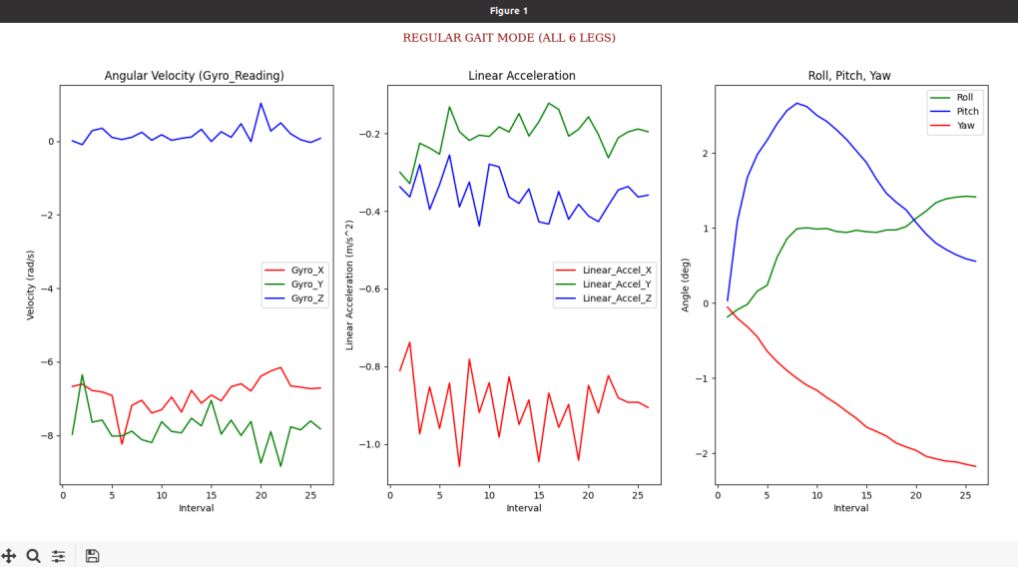 Figure 1
REGULAR GAIT MODE (ALL 6 LEGS)
Angular Velocity (Gyro_Reading)
Velocity (rad/s)
0
−2
−4
−6
−8
Gyro_X
Gyro_Y
Gyro_Z
0 5 10 15 20 25
Interval
Linear Acceleration
Linear Acceleration (m/s^2)
−0.2
−0.4
−0.6
−0.8
−1.0
Linear_Accel_X
Linear_Accel_Y
Linear_Accel_Z
0 5 10 15 20 25
Interval
Roll, Pitch, Yaw
Angle (deg)
2
1
0
−1
−2
Roll
Pitch
Yaw
0 5 10 15 20 25
Interval